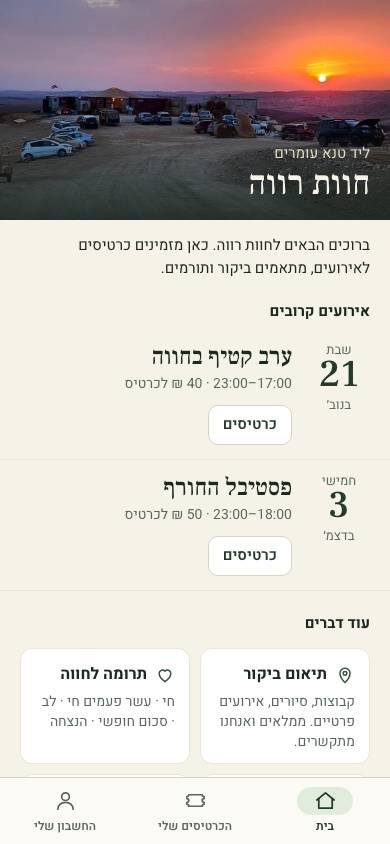 ליד טנא עומרים
חוות רווה
ברוכים הבאים לחוות רווה. כאן מזמינים כרטיסים
לאירועים, מתאמים ביקור ותורמים.
אירועים קרובים
שבת
21
בנוב׳
ערב קטיף בחווה
17:00–23:00 · 40 ₪ לכרטיס
כרטיסים
חמישי
3
בדצמ׳
פסטיבל החורף
18:00–23:00 · 50 ₪ לכרטיס
כרטיסים
עוד דברים
תיאום ביקור
קבוצות, סיורים, אירועים
פרטיים. ממלאים ואנחנו
מתקשרים.
תרומה לחווה
חי · עשר פעמים חי · לב
· סכום חופשי · הנצחה
בית
הכרטיסים שלי
החשבון שלי